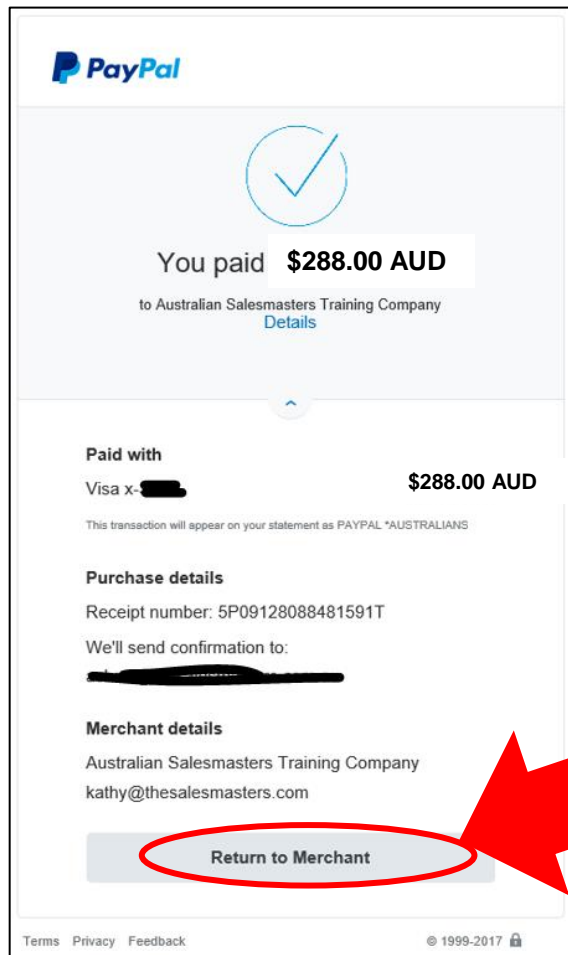 PayPal
You paid $288.00 AUD
to Australian Salesmasters Training Company
Details
Paid with
Visa x-
$288.00 AUD
This transaction will appear on your statement as PAYPAL *AUSTRALIANS
Purchase details
Receipt number: 5P09128088481591T
We'll send confirmation to:
Merchant details
Australian Salesmasters Training Company
kathy@thesalesmasters.com
Return to Merchant
Terms Privacy Feedback © 1999-2017